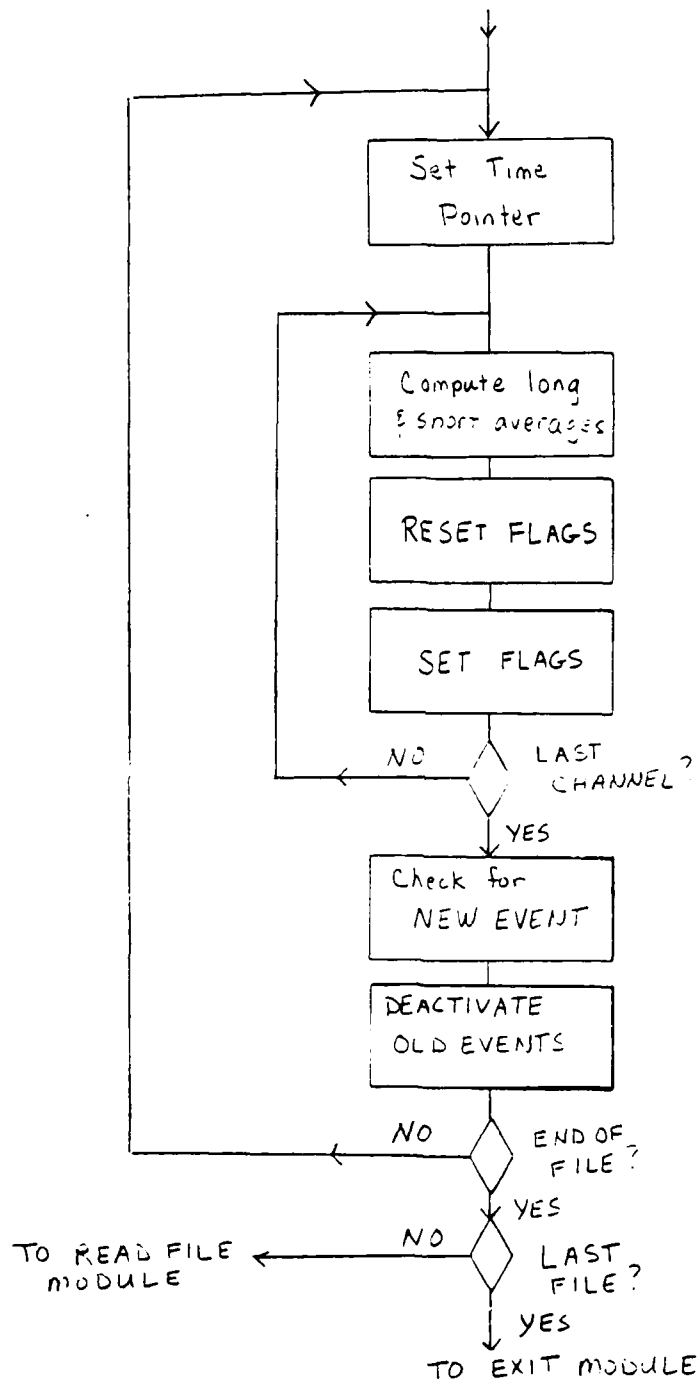 Set Time
Pointer
Compute long
& short averages
RESET FLAGS
SET FLAGS
NO
LAST
CHANNEL?
YES
Check for
NEW EVENT
DEACTIVATE
OLD EVENTS
NO
END OF
FILE?
YES
TO READ FILE
MODULE
NO
LAST
FILE?
YES
TO EXIT MODULE